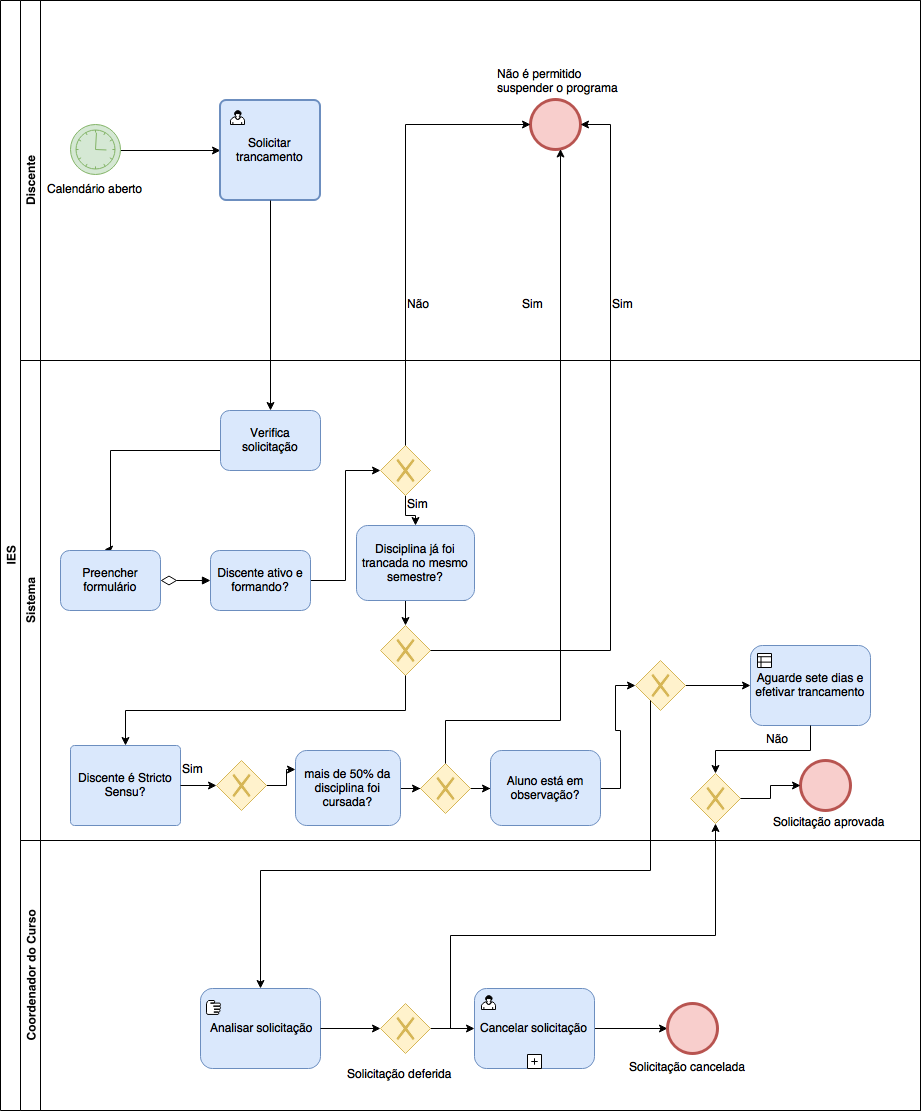 IES
Discente
Não é permitido
suspender o programa
Solicitar
trancamento
Calendário aberto
Não
Sim
Sim
Sistema
Verifica
solicitação
Sim
Preencher
formulário
Discente ativo e
formando?
Disciplina já foi
trancada no mesmo
semestre?
Aguarde sete dias e
efetivar trancamento
Não
Discente é Stricto
Sensu?
Sim
mais de 50% da
disciplina foi
cursada?
Aluno está em
observação?
Solicitação aprovada
Coordenador do Curso
Analisar solicitação
Cancelar solicitação
Solicitação deferida
Solicitação cancelada